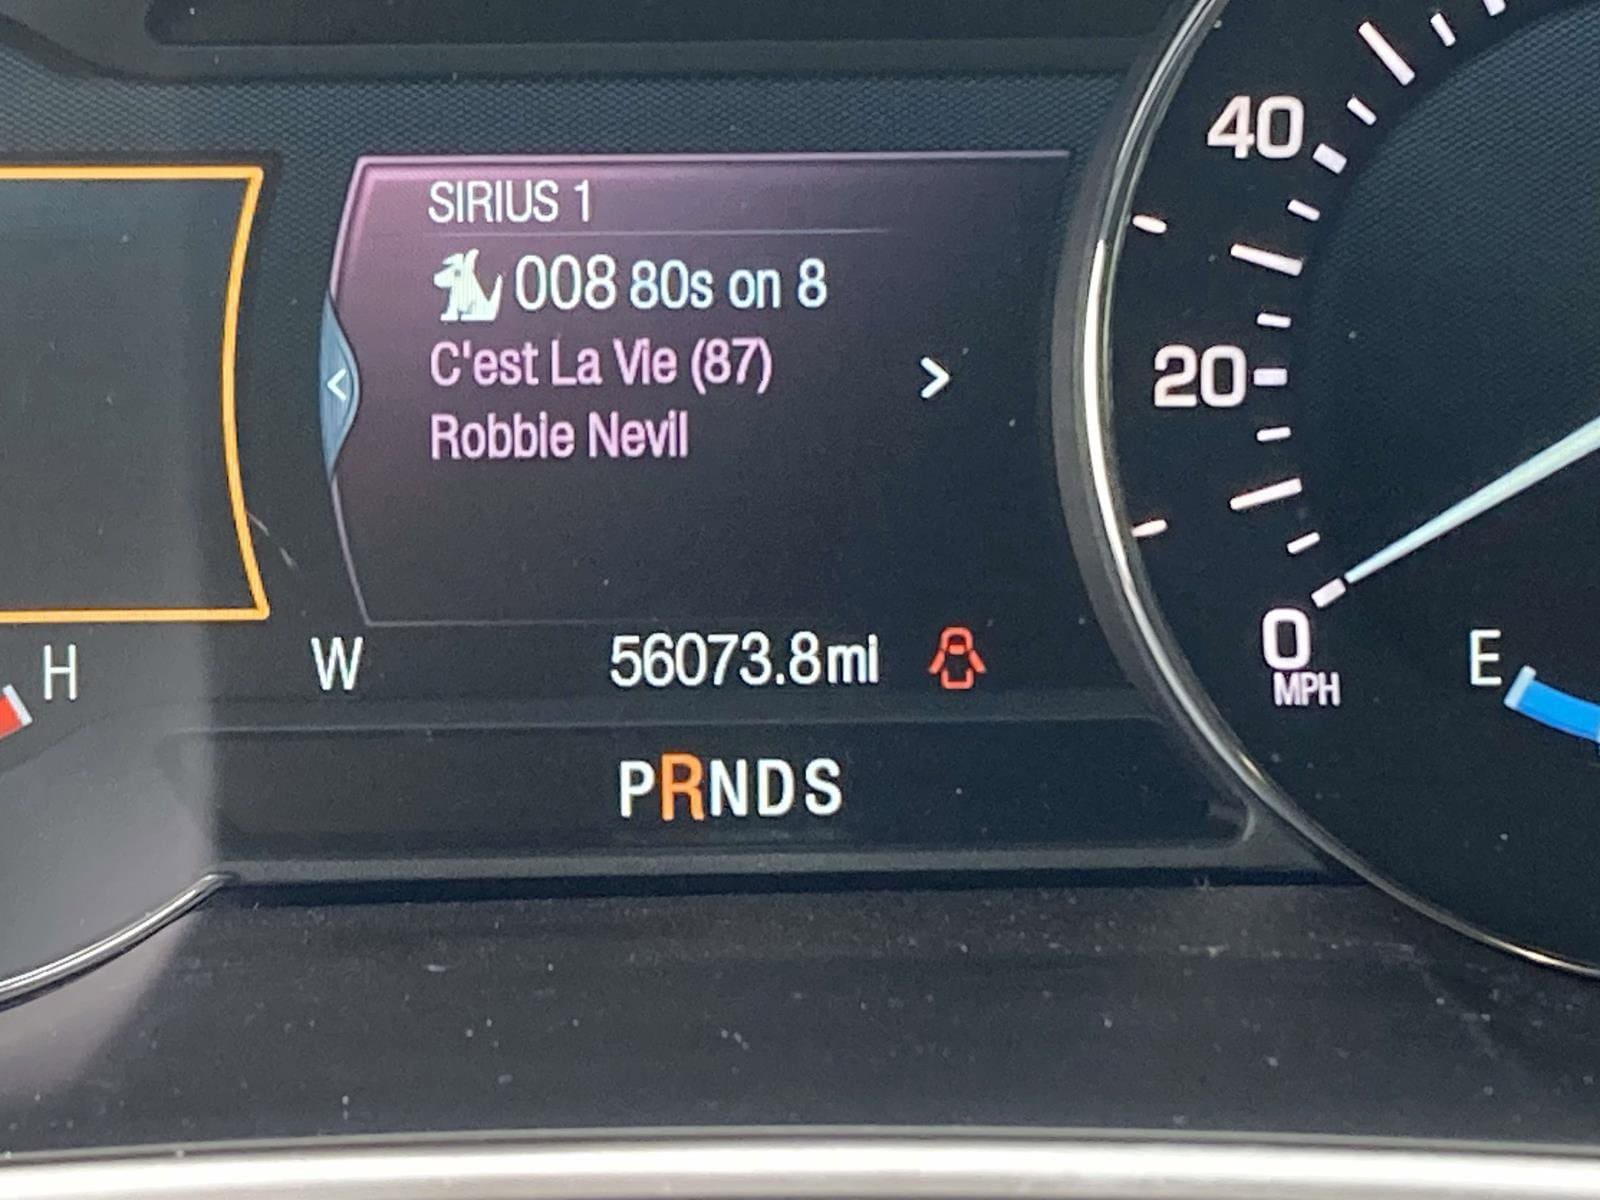 SIRIUS 1
008 80s on 8
C'est La Vie (87)
Robbie Nevil
40
20
0
MPH
H
W
56073.8mi
E
PRNDS